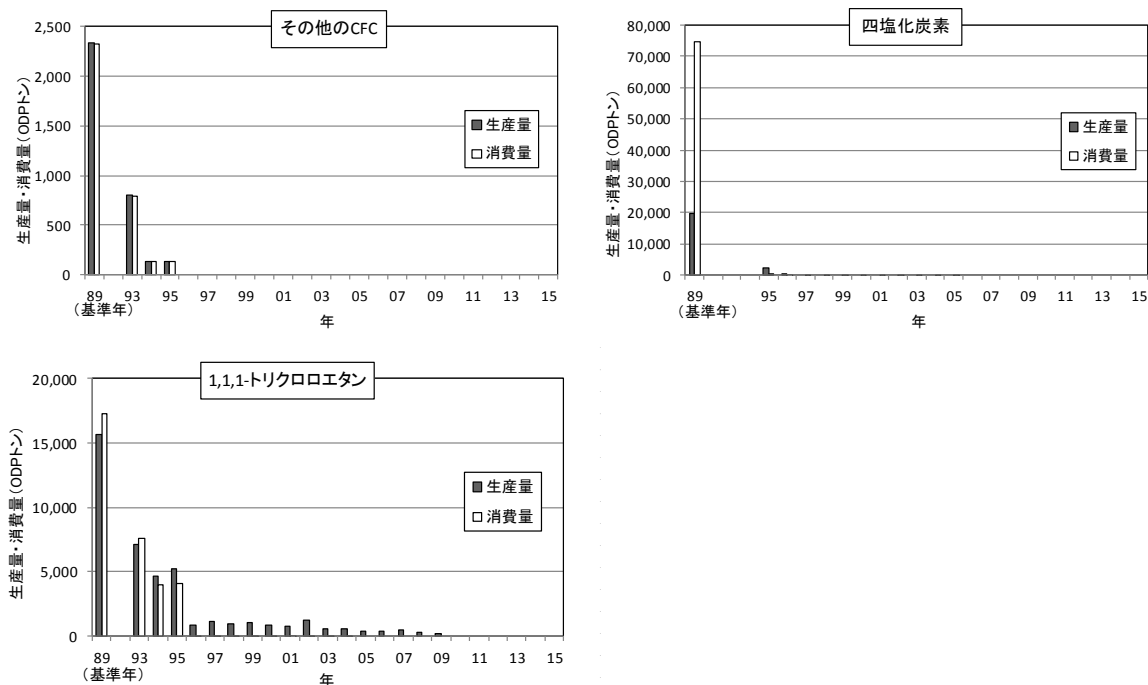 その他のCFC
生産量・消費量(ODPトン)
2,500
2,000
1,500
1,000
500
0
生産量
消費量
89 93 95 97 99 01 03 05 07 09 11 13 15
(基準年)
年
四塩化炭素
生産量・消費量(ODPトン)
80,000
70,000
60,000
50,000
40,000
30,000
20,000
10,000
0
生産量
消費量
89 95 97 99 01 03 05 07 09 11 13 15
(基準年)
年
1,1,1-トリクロロエタン
生産量・消費量(ODPトン)
20,000
15,000
10,000
5,000
0
生産量
消費量
89 93 95 97 99 01 03 05 07 09 11 13 15
(基準年)
年